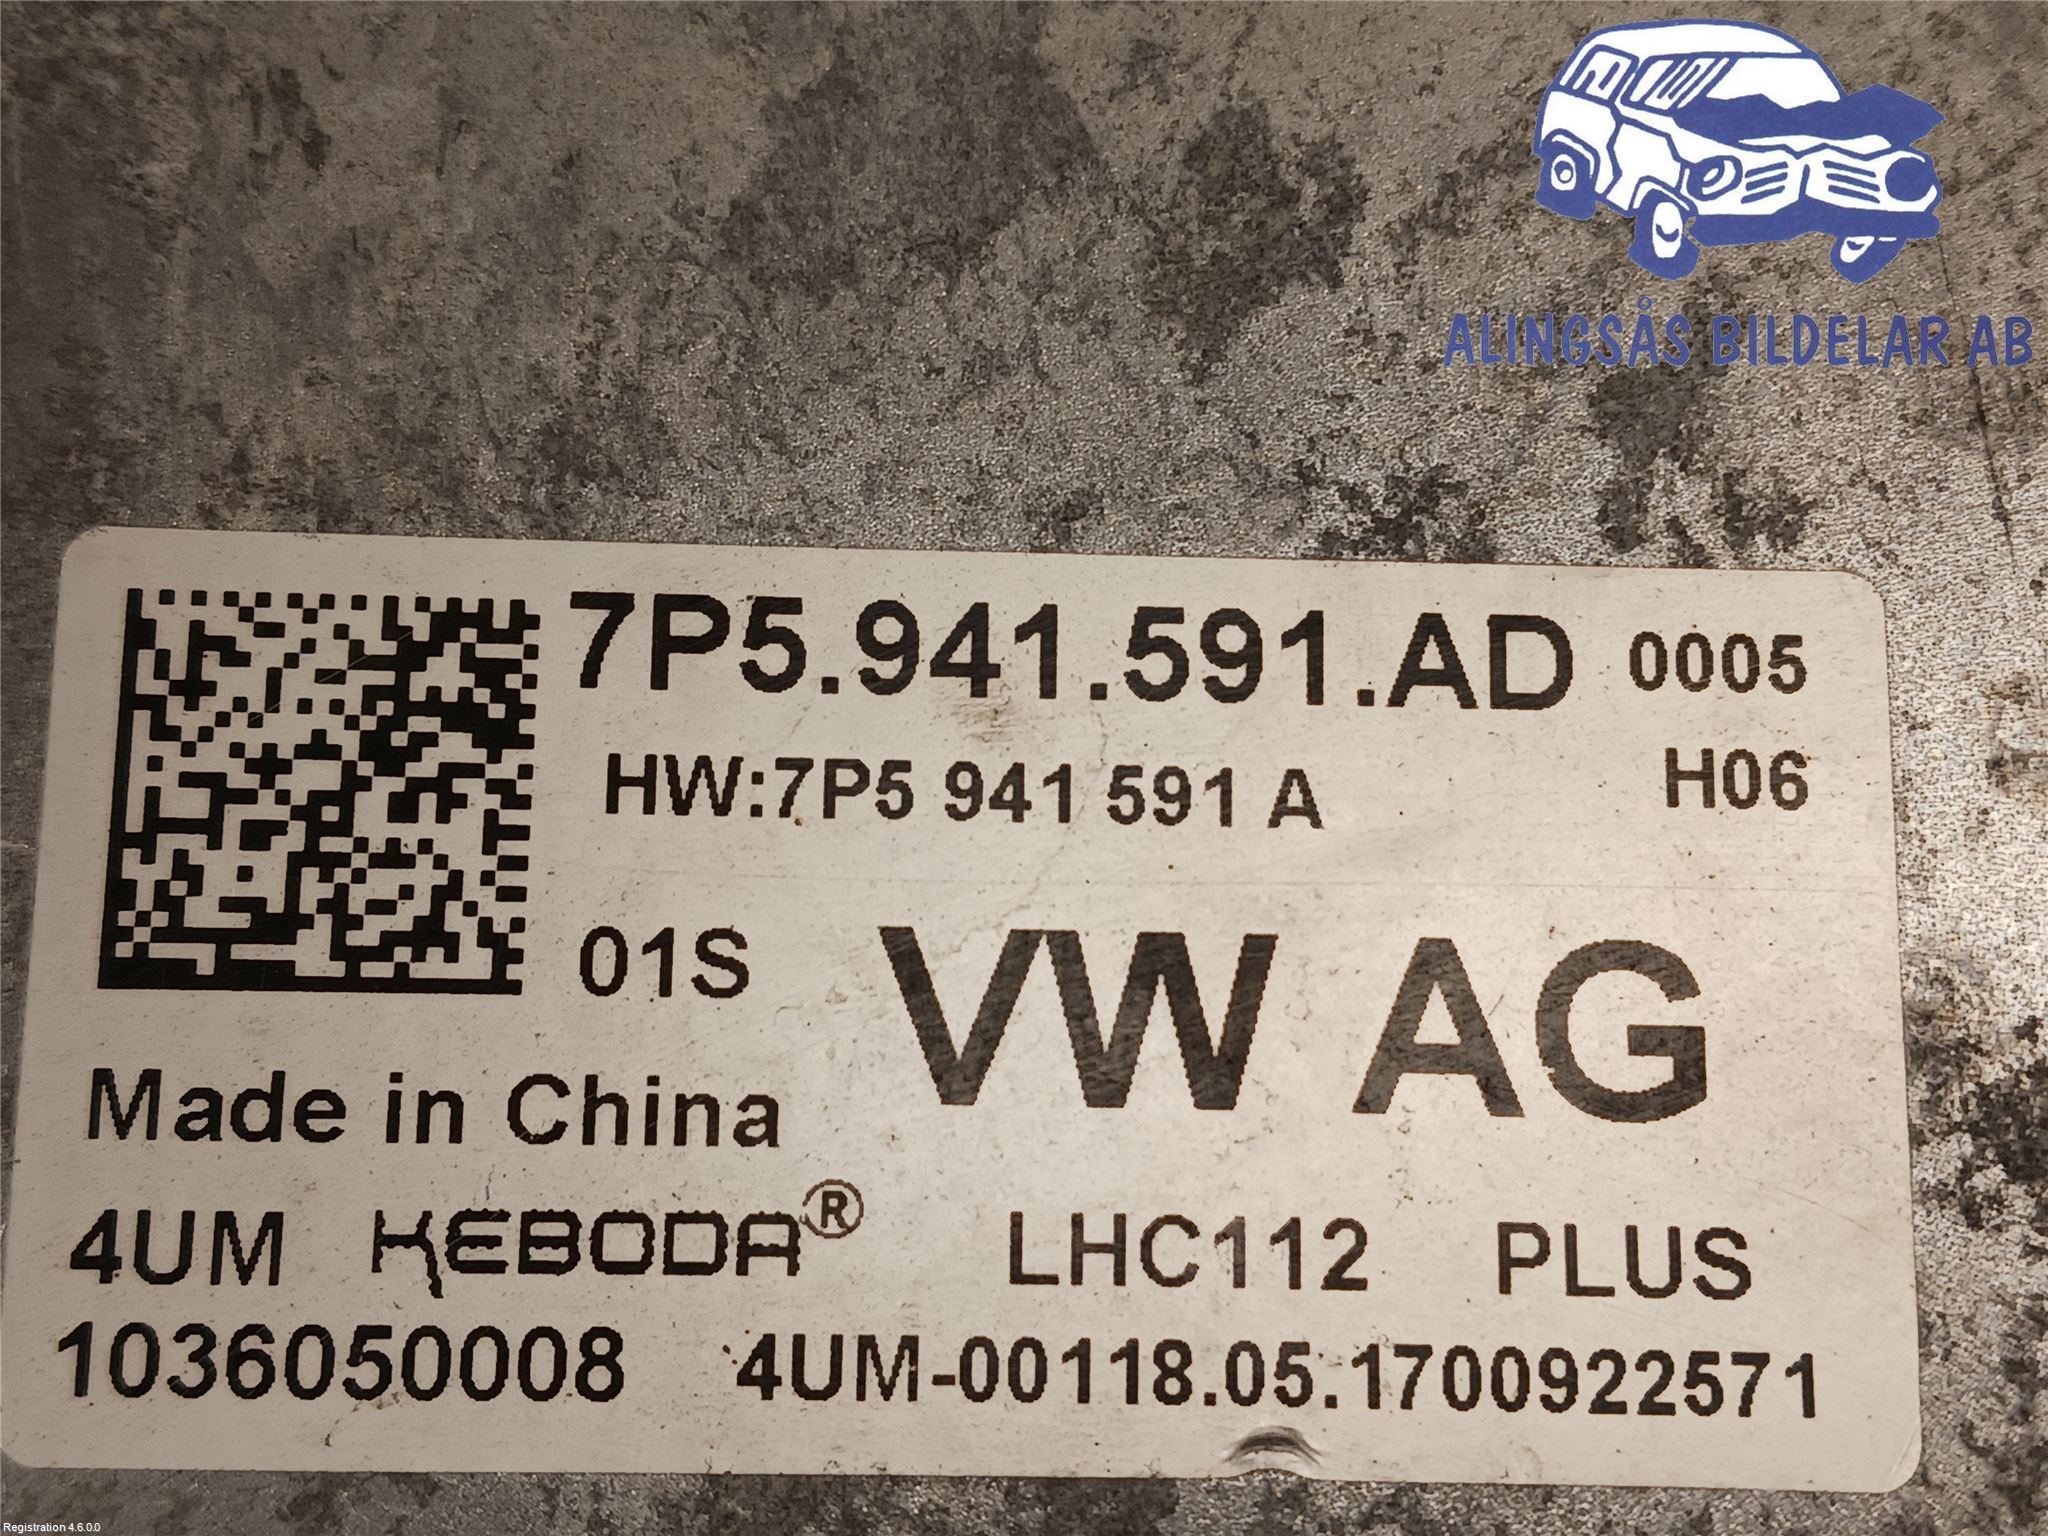 ALINGSÅS BILDELAR AB
7P5.941.591.AD 0005
HW:7P5 941 591 A H06
01S VW AG
Made in China
4UM KEBODA® LHC112 PLUS
1036050008 4UM-00118.05.1700922571
Registration 4.6.0.0